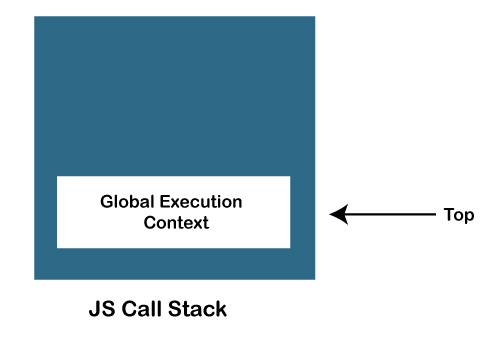 Global Execution
Context
Top
JS Call Stack